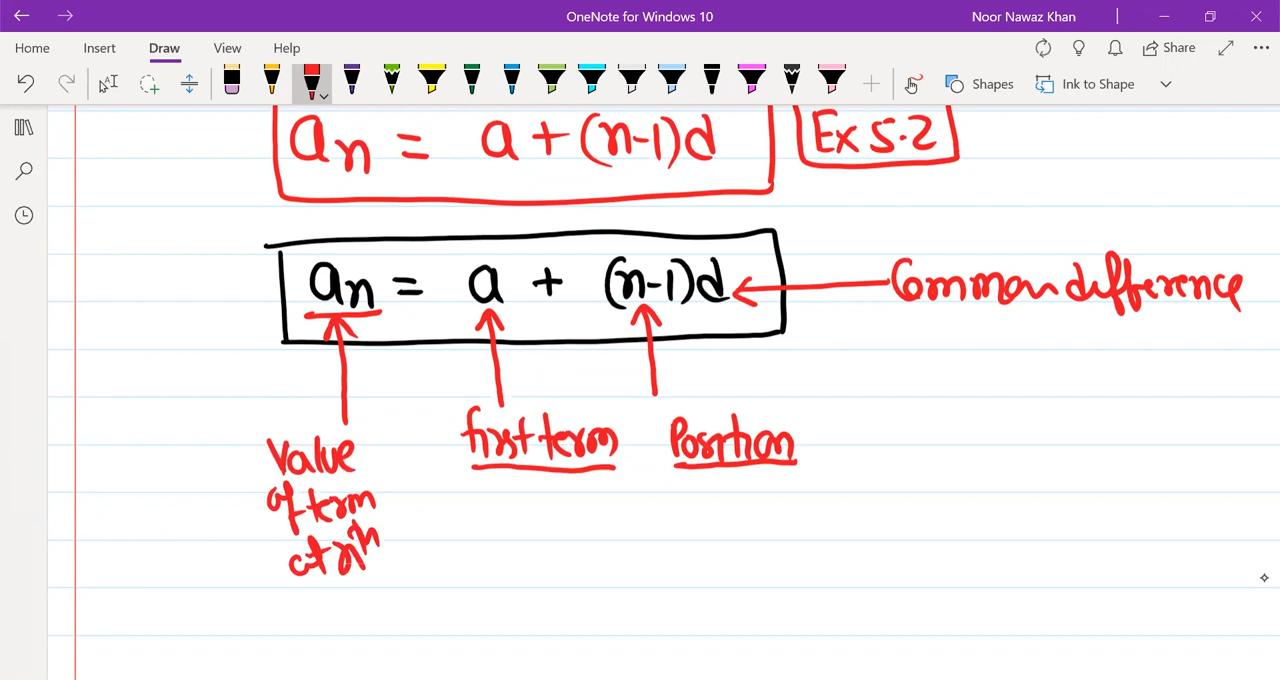 OneNote for Windows 10
Noor Nawaz Khan
Home Insert Draw View Help
Share
Shapes
Ink to Shape
an = a + (n-1)d
Ex 5.2
an = a + (n-1)d
Common difference
first term
Position
Value
of term
at nth